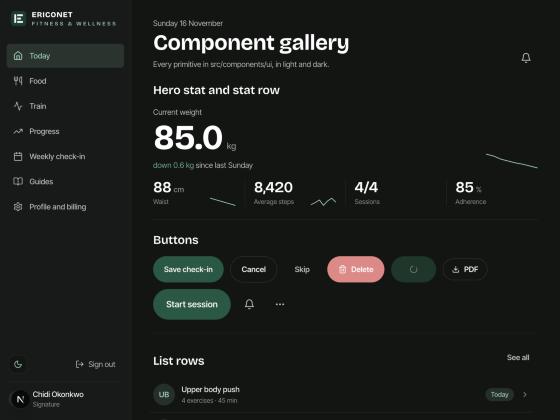 ERICONET
FITNESS & WELLNESS
Today
Food
Train
Progress
Weekly check-in
Guides
Profile and billing
Sign out
N
Chidi Okonkwo
Signature
Sunday 16 November
Component gallery
Every primitive in src/components/ui, in light and dark.
Hero stat and stat row
Current weight
85.0 kg
down 0.6 kg since last Sunday
88 cm
Waist
8,420
Average steps
4/4
Sessions
85 %
Adherence
Buttons
Save check-in
Cancel
Skip
Delete
PDF
Start session
List rows
See all
UB
Upper body push
4 exercises · 45 min
Today